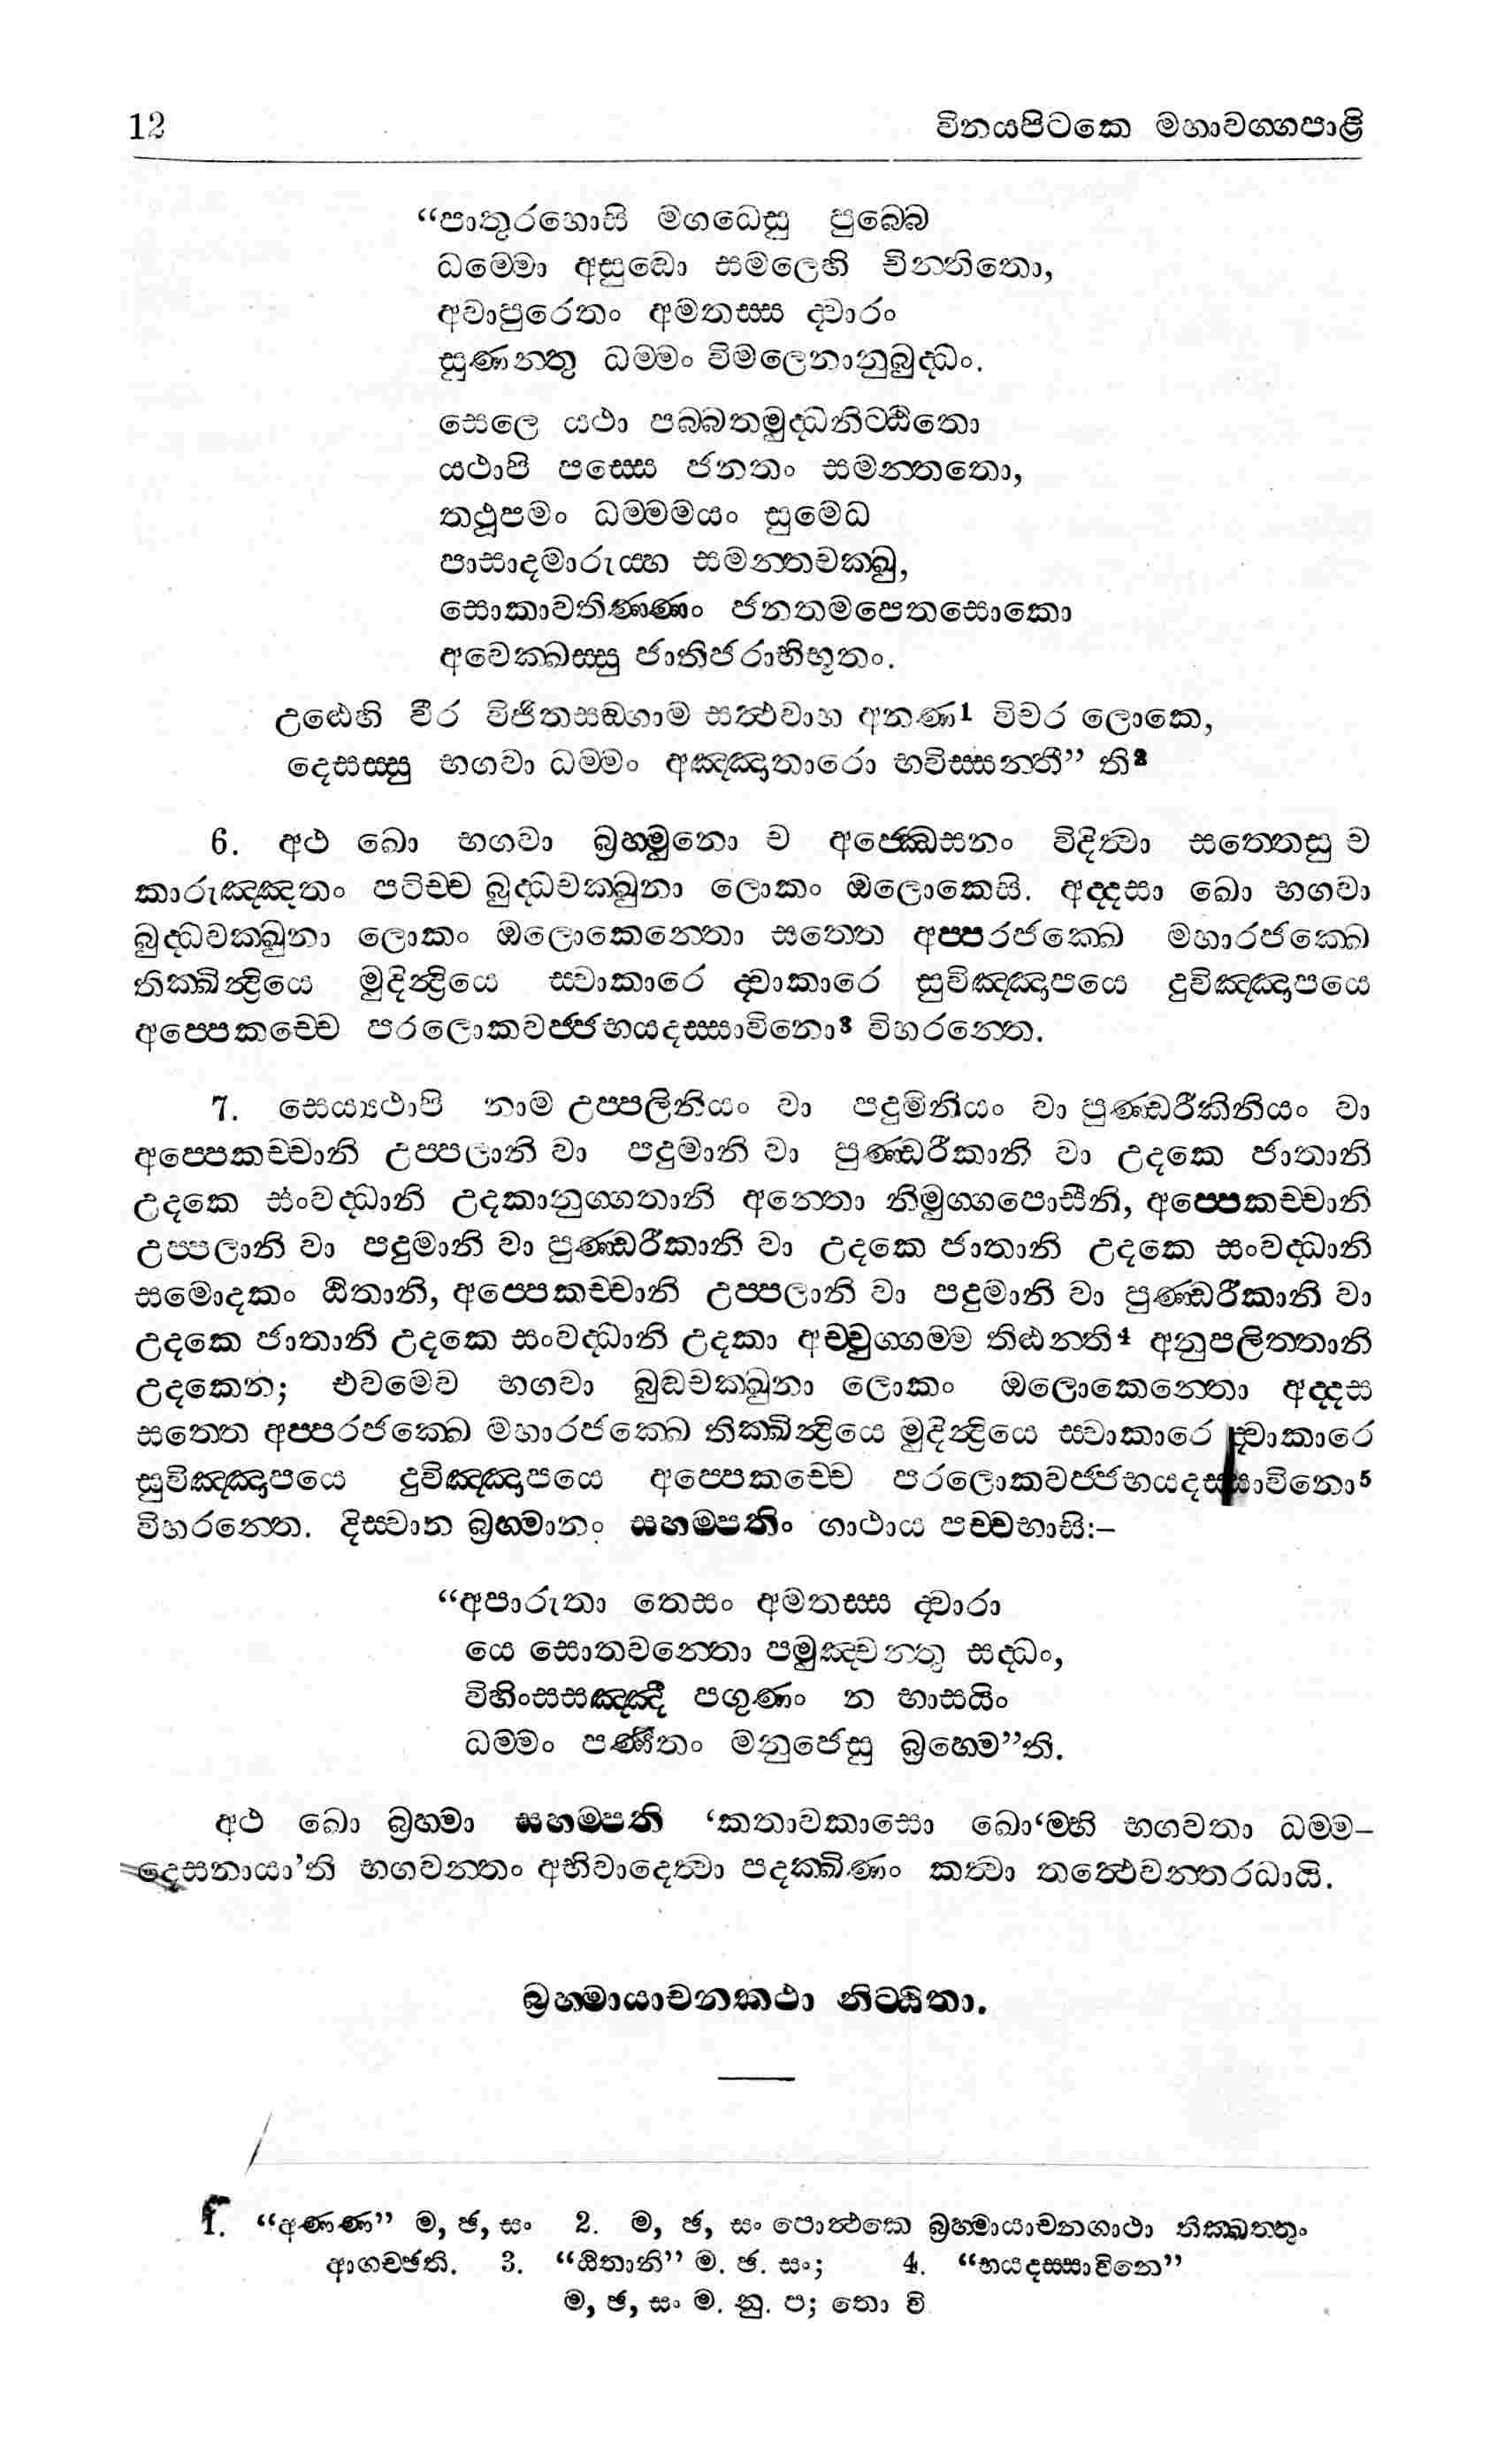 12 විනයපිටකෙ මහාවග්ගපාළි
“පාතුරහොසි මගධෙසු පුබ්බෙ
ධම්මො අසුද්ධො සමලෙහි චින්තිතො,
අවාපුරෙතං අමතස්ස ද්වාරං
සුණන්තු ධම්මං විමලෙනානුබුද්ධං.
සෙලෙ යථා පබ්බතමුද්ධනිට්ඨිතො
යථාපි පස්සෙ ජනතං සමන්තතො,
තථූපමං ධම්මමයං සුමෙධ
පාසාදමාරුය්හ සමන්තචක්ඛු,
සොකාවතිණ්ණං ජනතමපෙතසොකො
අවෙක්ඛස්සු ජාතිජරාභිභූතං.
උට්ඨෙහි වීර විජිතසඞ්ගාම සත්ථවාහ අනණ1 විචර ලොකෙ,
දෙසස්සු භගවා ධම්මං අඤ්ඤාතාරො භවිස්සන්තී” ති2
6. අථ ඛො භගවා බ්‍රහ්මුනො ච අජ්ඣෙසනං විදිත්වා සත්තෙසු ච
කාරුඤ්ඤතං පටිච්ච බුද්ධචක්ඛුනා ලොකං ඔලොකෙසි. අද්දසා ඛො භගවා
බුද්ධචක්ඛුනා ලොකං ඔලොකෙන්තො සත්තෙ අප්පරජක්ඛෙ මහාරජක්ඛෙ
තික්ඛින්ද්‍රියෙ මුදින්ද්‍රියෙ ස්වාකාරෙ ද්වාකාරෙ සුවිඤ්ඤාපයෙ දුවිඤ්ඤාපයෙ
අප්පෙකච්චෙ පරලොකවජ්ජභයදස්සාවිනො3 විහරන්තෙ.
7. සෙය්‍යථාපි නාම උප්පලිනියං වා පදුමිනියං වා පුණ්ඩරීකිනියං වා
අප්පෙකච්චානි උප්පලානි වා පදුමානි වා පුණ්ඩරීකානි වා උදකෙ ජාතානි
උදකෙ සංවද්ධානි උදකානුග්ගතානි අන්තො නිමුග්ගපොසීනි, අප්පෙකච්චානි
උප්පලානි වා පදුමානි වා පුණ්ඩරීකානි වා උදකෙ ජාතානි උදකෙ සංවද්ධානි
සමොදකං ඨිතානි, අප්පෙකච්චානි උප්පලානි වා පදුමානි වා පුණ්ඩරීකානි වා
උදකෙ ජාතානි උදකෙ සංවද්ධානි උදකා අච්චුග්ගම්ම තිට්ඨන්ති4 අනුපලිත්තානි
උදකෙන; එවමෙව භගවා බුද්ධචක්ඛුනා ලොකං ඔලොකෙන්තො අද්දස
සත්තෙ අප්පරජක්ඛෙ මහාරජක්ඛෙ තික්ඛින්ද්‍රියෙ මුදින්ද්‍රියෙ ස්වාකාරෙ ද්වාකාරෙ
සුවිඤ්ඤාපයෙ දුවිඤ්ඤාපයෙ අප්පෙකච්චෙ පරලොකවජ්ජභයදස්සාවිනො5
විහරන්තෙ. දිස්වාන බ්‍රහ්මානං සහම්පතිං ගාථාය පච්චභාසි:–
“අපාරුතා තෙසං අමතස්ස ද්වාරා
යෙ සොතවන්තො පමුඤ්චන්තු සද්ධං,
විහිංසසඤ්ඤී පගුණං න භාසයිං
ධම්මං පණීතං මනුජෙසු බ්‍රහ්මෙ”ති.
අථ ඛො බ්‍රහ්මා සහම්පති ‘කතාවකාසො ඛො‘ම්හි භගවතා ධම්ම–
දෙසනායා’ති භගවන්තං අභිවාදෙත්වා පදක්ඛිණං කත්වා තත්ථෙවන්තරධායි.
බ්‍රහ්මායාචනකථා නිට්ඨිතා.
1. “අණ්ණ” ම, ඡ, සං 2. ම, ඡ, සං පොත්ථකෙ බ්‍රහ්මායාචනගාථා තික්ඛත්තුං
ආගච්ඡති. 3. “ඨිතානි” ම. ඡ. සං; 4. “භයදස්සාවිනෙ”
ම, ඡ, සං ම. නු. ප; තො වි